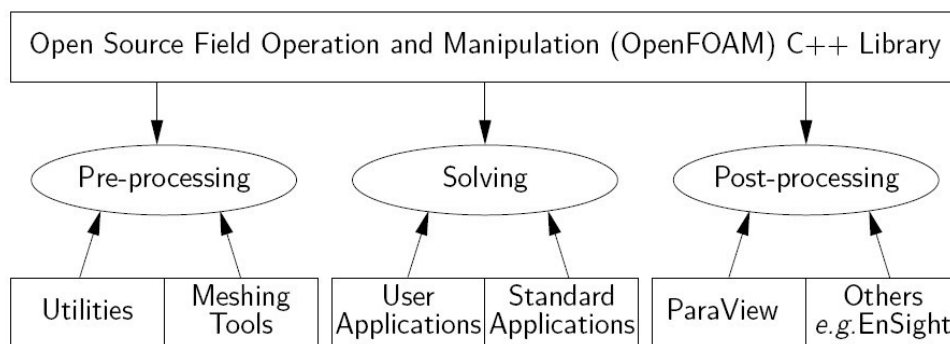 Open Source Field Operation and Manipulation (OpenFOAM) C++ Library
Pre-processing
Solving
Post-processing
Utilities
Meshing
Tools
User
Applications
Standard
Applications
ParaView
Others
e.g.EnSight